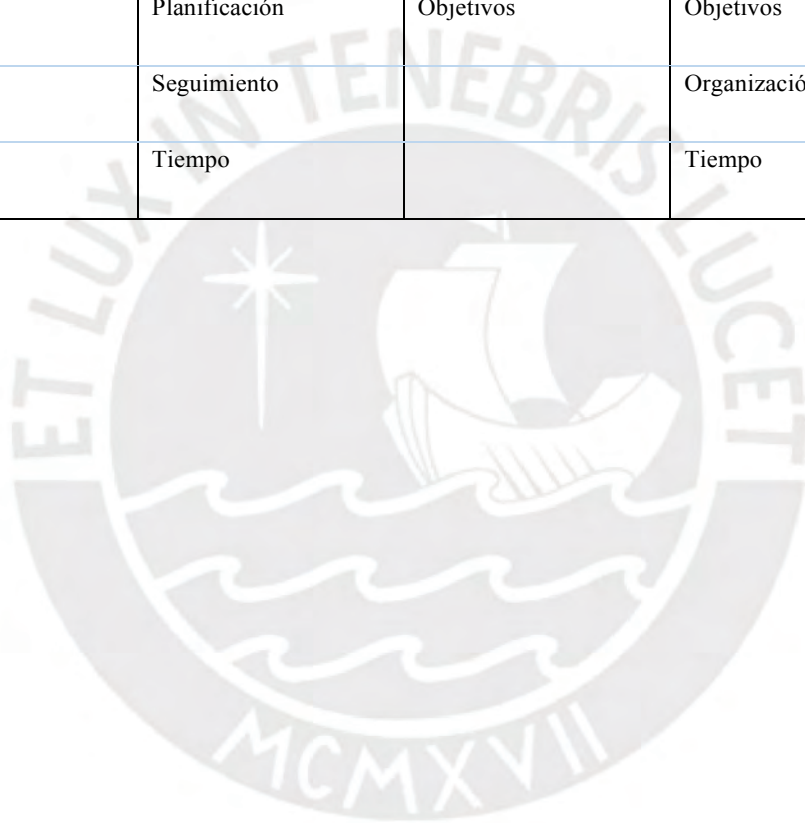 Planificación Objetivos Objetivos
Seguimiento Organizació
Tiempo Tiempo
ET LUX IN TENEBRIS LUCET
MCMXVII